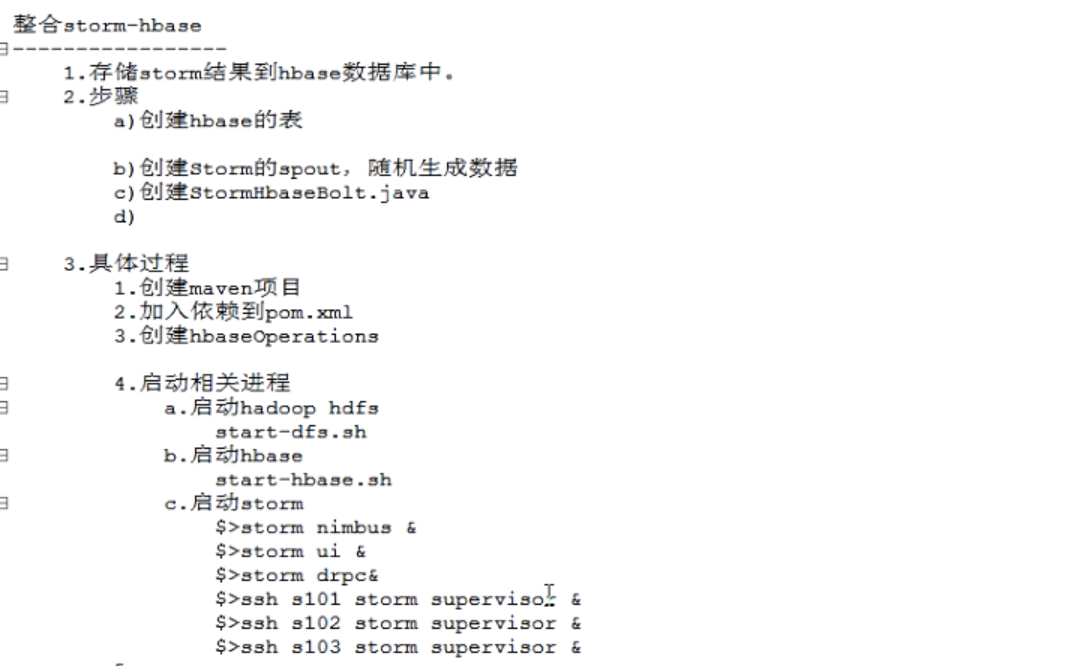 整合storm-hbase
-----------------
1.存储storm结果到hbase数据库中。
2.步骤
a)创建hbase的表
b)创建Storm的spout，随机生成数据
c)创建StormHbaseBolt.java
d)
3.具体过程
1.创建maven项目
2.加入依赖到pom.xml
3.创建hbaseOperations
4.启动相关进程
a.启动hadoop hdfs
start-dfs.sh
b.启动hbase
start-hbase.sh
c.启动storm
$>storm nimbus &
$>storm ui &
$>storm drpc&
$>ssh s101 storm supervisor &
$>ssh s102 storm supervisor &
$>ssh s103 storm supervisor &